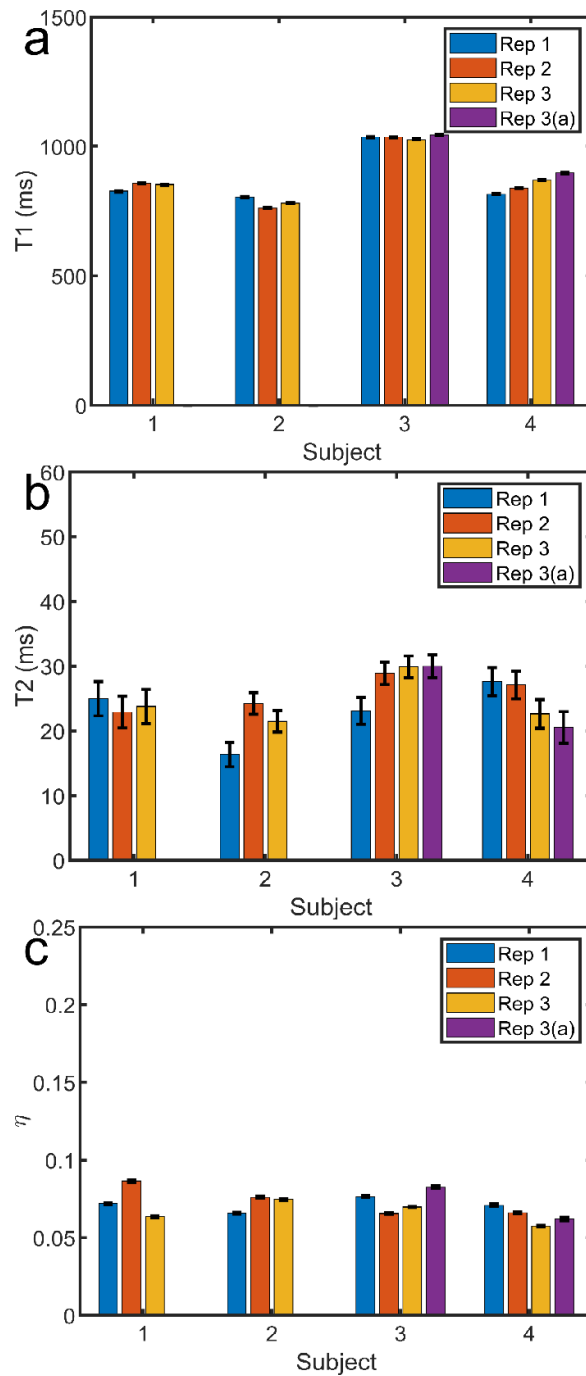 a
1500
1000
500
0
T1 (ms)
Rep 1
Rep 2
Rep 3
Rep 3(a)
1 2 3 4
Subject
b
60
50
40
30
20
10
0
T2 (ms)
Rep 1
Rep 2
Rep 3
Rep 3(a)
1 2 3 4
Subject
c
0.25
0.2
0.15
0.1
0.05
0
η
Rep 1
Rep 2
Rep 3
Rep 3(a)
1 2 3 4
Subject